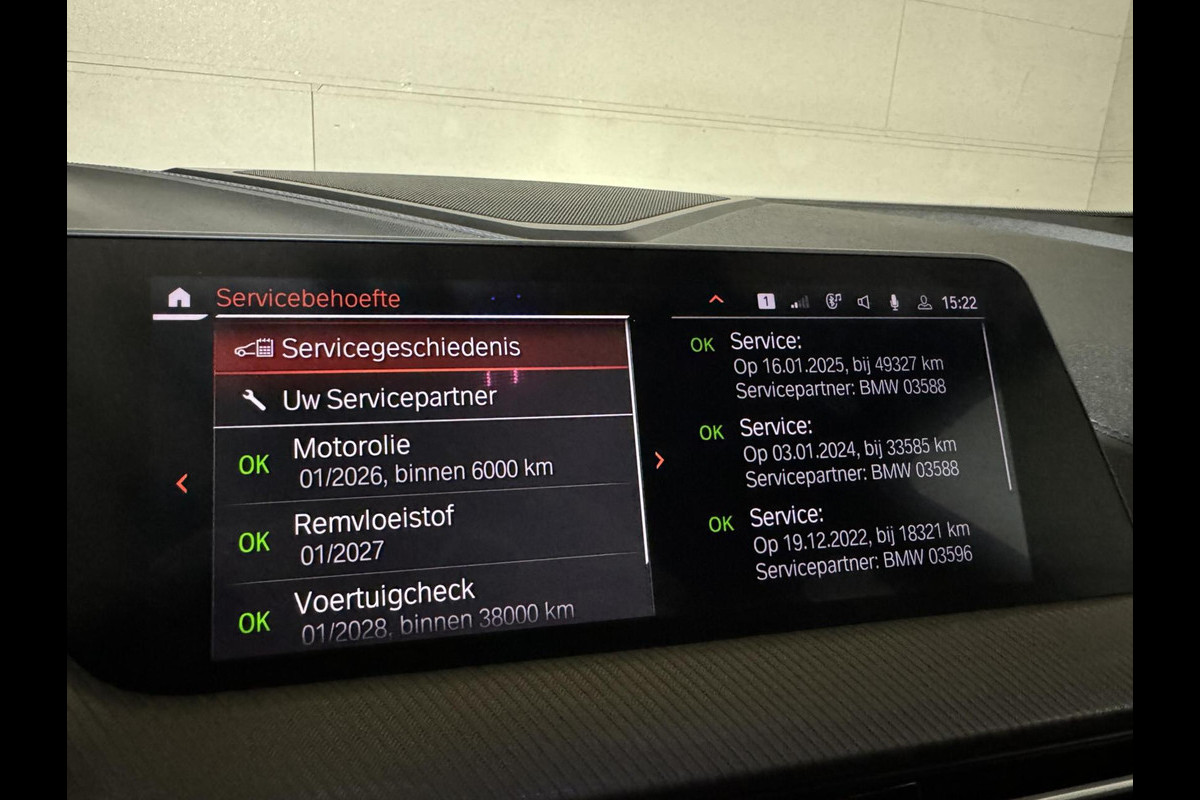 Servicebehoefte
1
15:22
Servicegeschiedenis
Uw Servicepartner
OK Motorolie
01/2026, binnen 6000 km
OK Remvloeistof
01/2027
OK Voertuigcheck
01/2028, binnen 38000 km
OK Service:
Op 16.01.2025, bij 49327 km
Servicepartner: BMW 03588
OK Service:
Op 03.01.2024, bij 33585 km
Servicepartner: BMW 03588
OK Service:
Op 19.12.2022, bij 18321 km
Servicepartner: BMW 03596